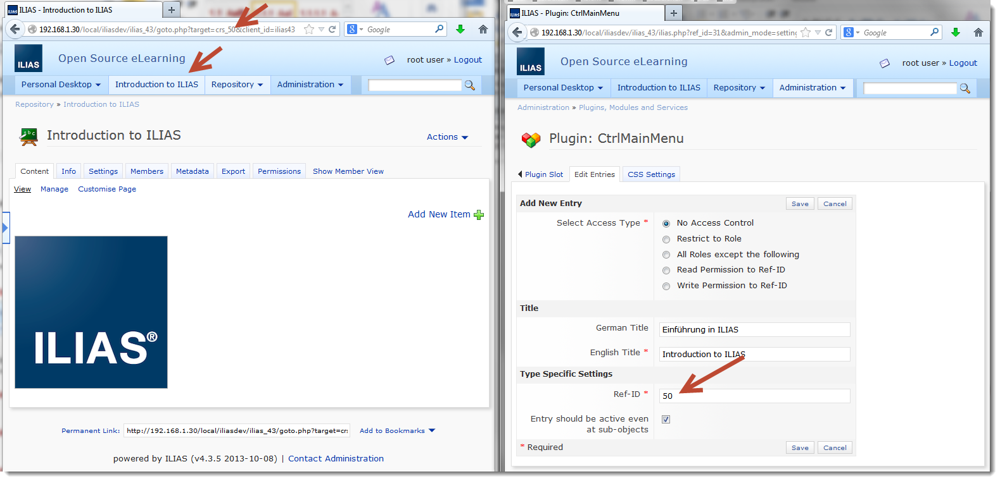 ILIAS - Introduction to ILIAS
192.168.1.30/local/iliasdev/ilias_43/goto.php?target=crs_50&client_id=ilias43
Google
ILIAS
Open Source eLearning
root user » Logout
Personal Desktop
Introduction to ILIAS
Repository
Administration
Repository » Introduction to ILIAS
abc
Introduction to ILIAS
Actions
Content
Info
Settings
Members
Metadata
Export
Permissions
Show Member View
View
Manage
Customise Page
Add New Item
ILIAS®
Permanent Link:
http://192.168.1.30/local/iliasdev/ilias_43/goto.php?target=crs
Add to Bookmarks
powered by ILIAS (v4.3.5 2013-10-08) | Contact Administration
ILIAS - Plugin: CtrlMainMenu
192.168.1.30/local/iliasdev/ilias_43/ilias.php?ref_id=31&admin_mode=setting
Google
ILIAS
Open Source eLearning
root user » Logout
Personal Desktop
Introduction to ILIAS
Repository
Administration
Administration » Plugins, Modules and Services
Plugin: CtrlMainMenu
Plugin Slot
Edit Entries
CSS Settings
Add New Entry
Save
Cancel
Select Access Type *
No Access Control
Restrict to Role
All Roles except the following
Read Permission to Ref-ID
Write Permission to Ref-ID
Title
German Title
Einführung in ILIAS
English Title *
Introduction to ILIAS
Type Specific Settings
Ref-ID *
50
Entry should be active even
at sub-objects
* Required
Save
Cancel